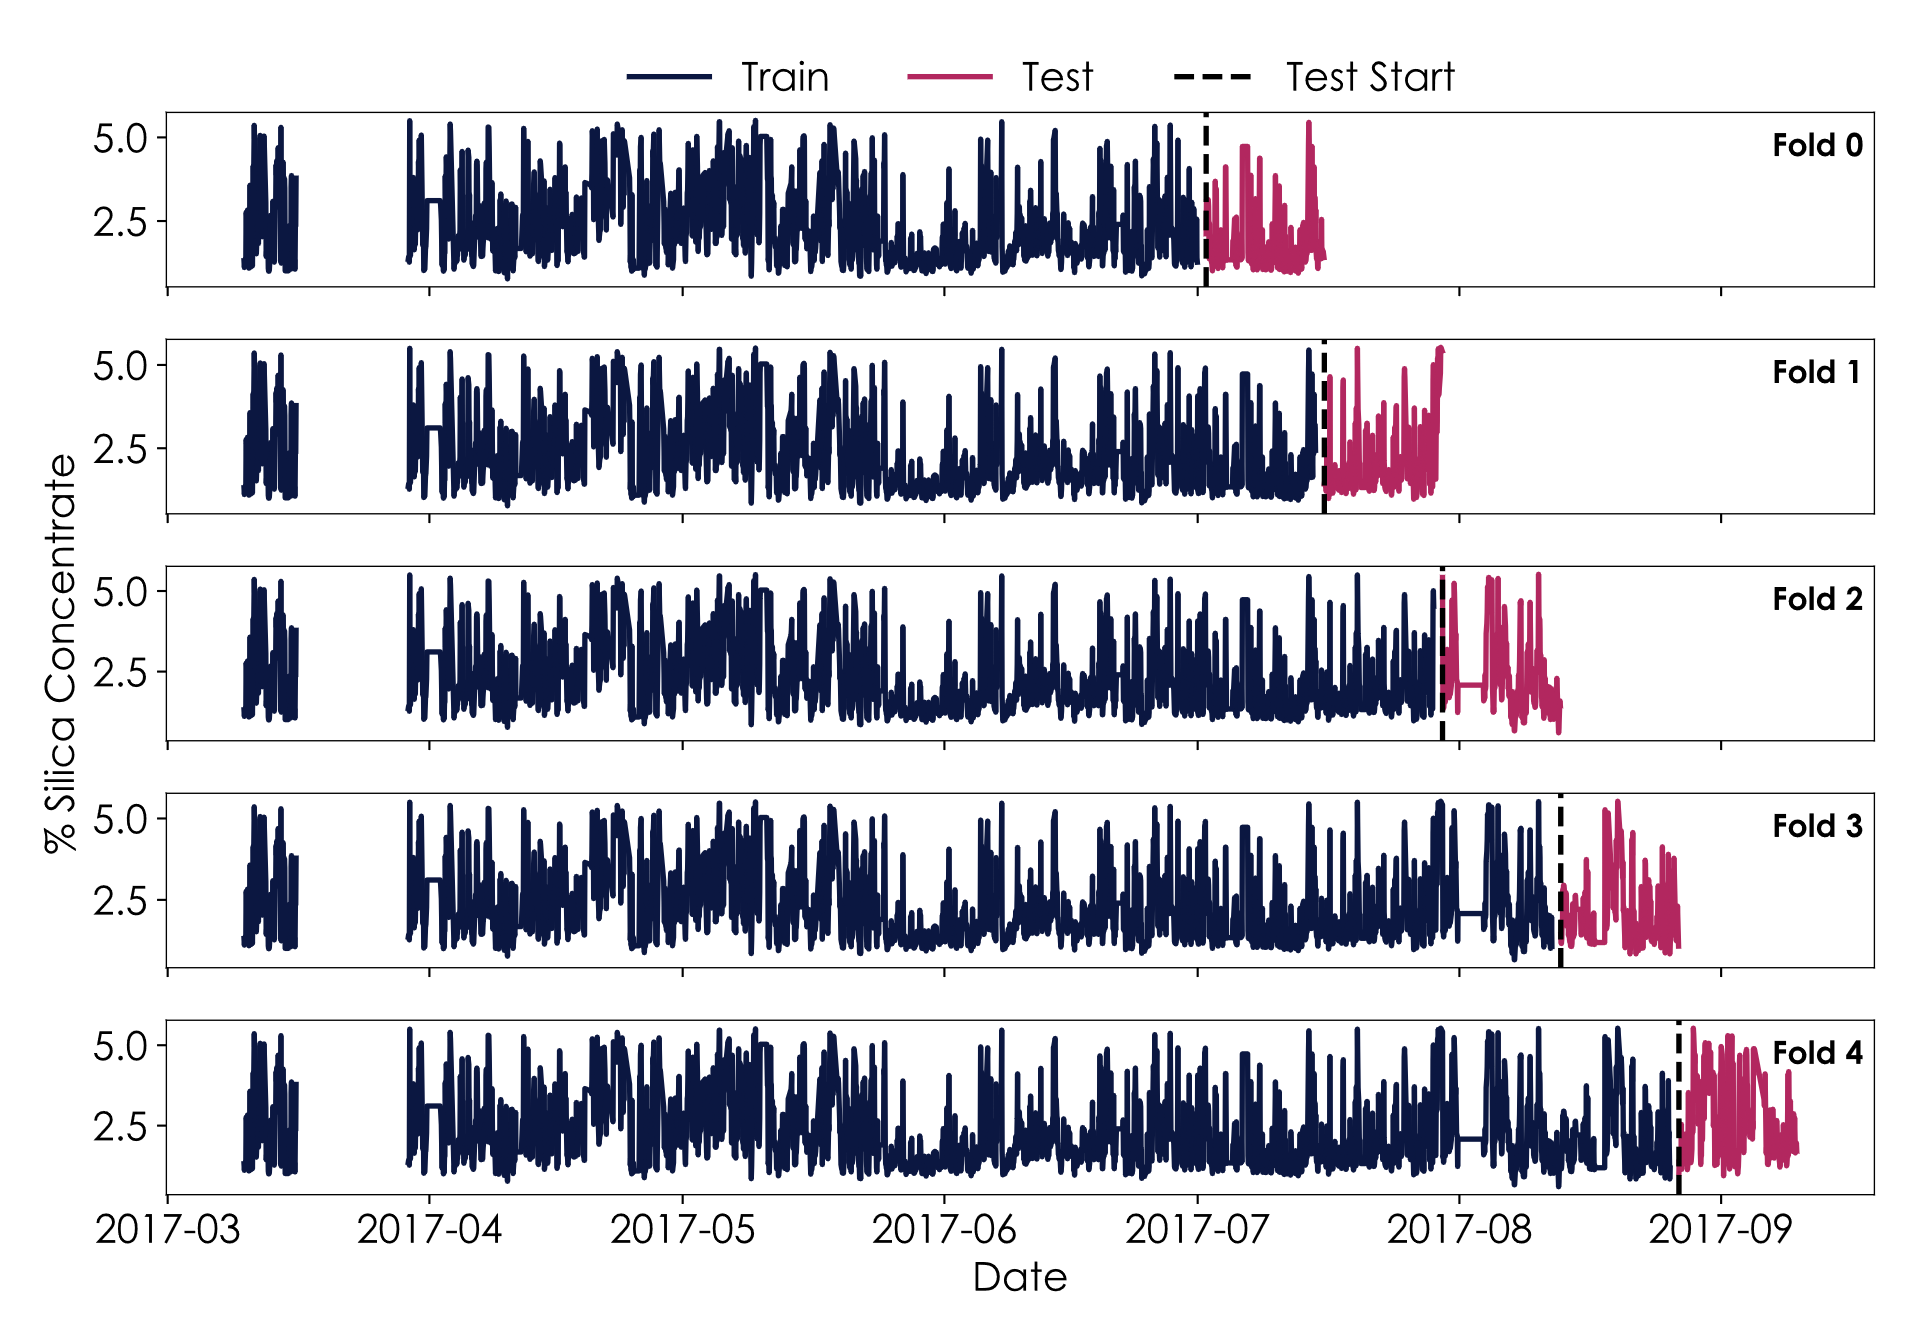 Train Test Test Start
5.0 Fold 0
2.5
5.0 Fold 1
2.5
5.0 Fold 2
2.5
5.0 Fold 3
2.5
5.0 Fold 4
2.5
% Silica Concentrate
2017-03 2017-04 2017-05 2017-06 2017-07 2017-08 2017-09
Date